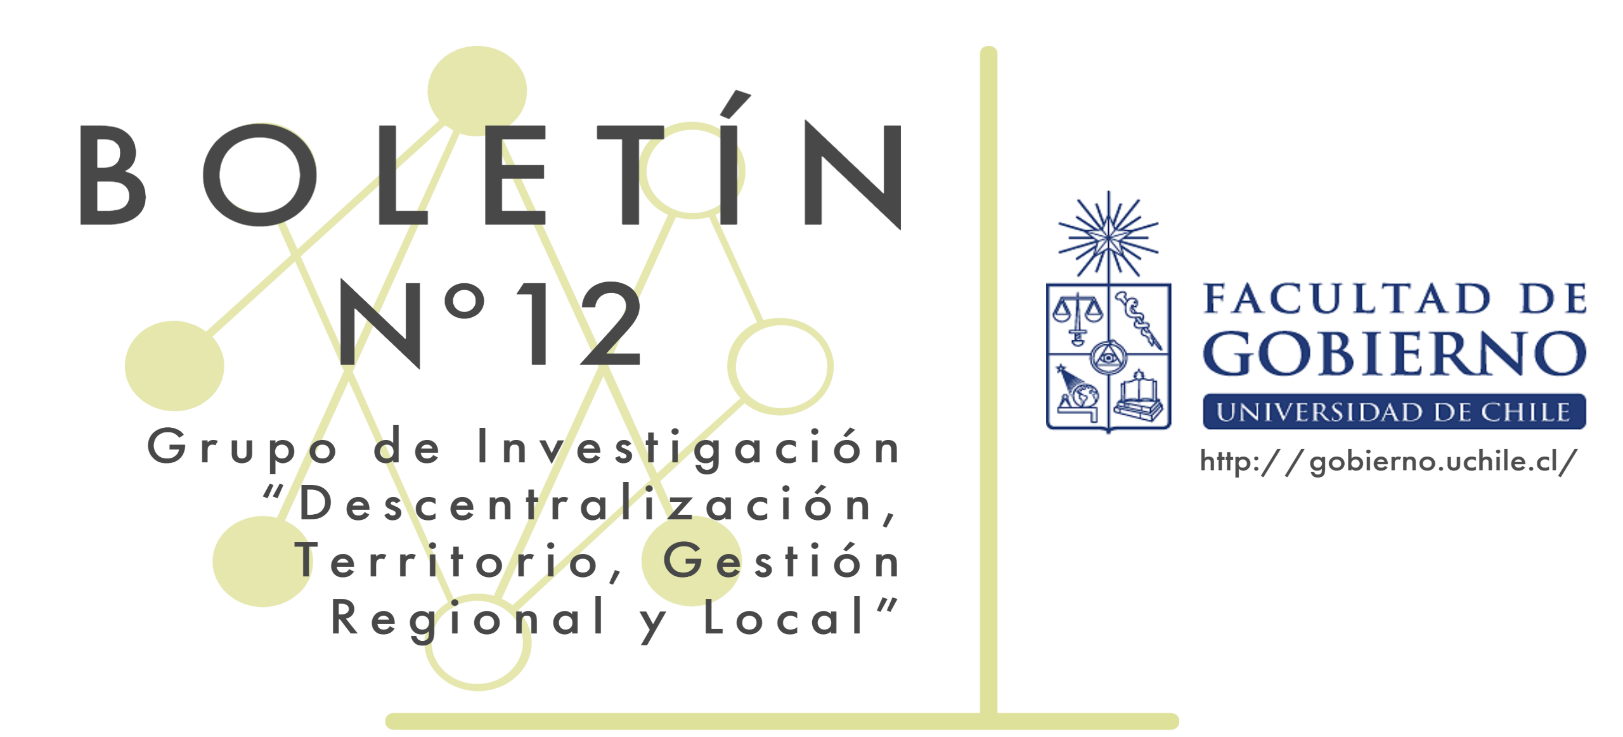 BOLETÍN
Nº12
Grupo de Investigación
“Descentralización,
Territorio, Gestión
Regional y Local”
FACULTAD DE
GOBIERNO
UNIVERSIDAD DE CHILE
http://gobierno.uchile.cl/